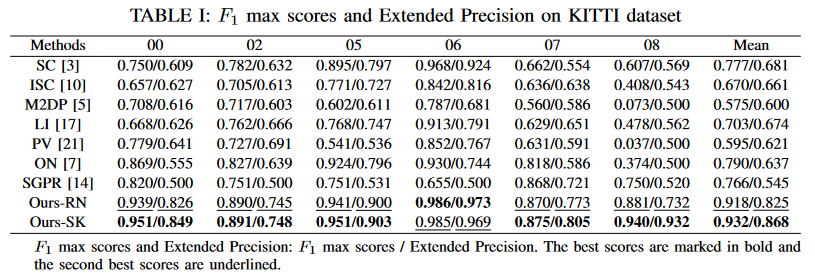 TABLE I: F1 max scores and Extended Precision on KITTI dataset
Methods 00 02 05 06 07 08 Mean
SC [3] 0.750/0.609 0.782/0.632 0.895/0.797 0.968/0.924 0.662/0.554 0.607/0.569 0.777/0.681
ISC [10] 0.657/0.627 0.705/0.613 0.771/0.727 0.842/0.816 0.636/0.638 0.408/0.543 0.670/0.661
M2DP [5] 0.708/0.616 0.717/0.603 0.602/0.611 0.787/0.681 0.560/0.586 0.073/0.500 0.575/0.600
LI [17] 0.668/0.626 0.762/0.666 0.768/0.747 0.913/0.791 0.629/0.651 0.478/0.562 0.703/0.674
PV [21] 0.779/0.641 0.727/0.691 0.541/0.536 0.852/0.767 0.631/0.591 0.037/0.500 0.595/0.621
ON [7] 0.869/0.555 0.827/0.639 0.924/0.796 0.930/0.744 0.818/0.586 0.374/0.500 0.790/0.637
SGPR [14] 0.820/0.500 0.751/0.500 0.751/0.531 0.655/0.500 0.868/0.721 0.750/0.520 0.766/0.545
Ours-RN 0.939/0.826 0.890/0.745 0.941/0.900 0.986/0.973 0.870/0.773 0.881/0.732 0.918/0.825
Ours-SK 0.951/0.849 0.891/0.748 0.951/0.903 0.985/0.969 0.875/0.805 0.940/0.932 0.932/0.868
F1 max scores and Extended Precision: F1 max scores / Extended Precision. The best scores are marked in bold and
the second best scores are underlined.